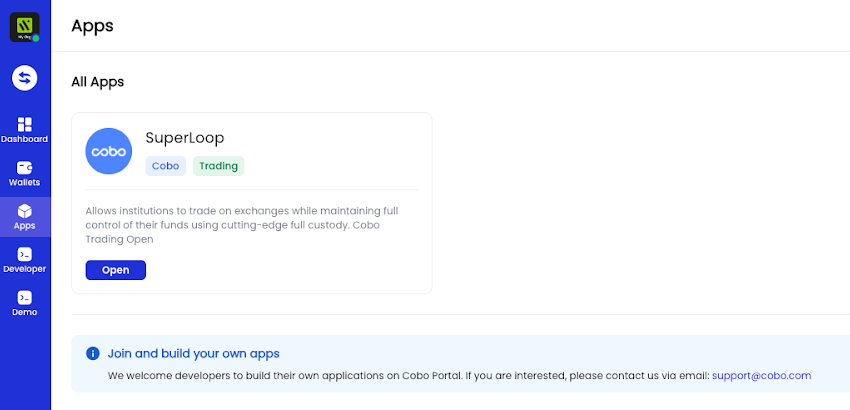 Apps
My Org
Dashboard
Wallets
Apps
Developer
Demo
All Apps
cobo
SuperLoop
Cobo
Trading
Allows institutions to trade on exchanges while maintaining full
control of their funds using cutting-edge full custody. Cobo
Trading Open
Open
Join and build your own apps
We welcome developers to build their own applications on Cobo Portal. If you are interested, please contact us via email: support@cobo.com